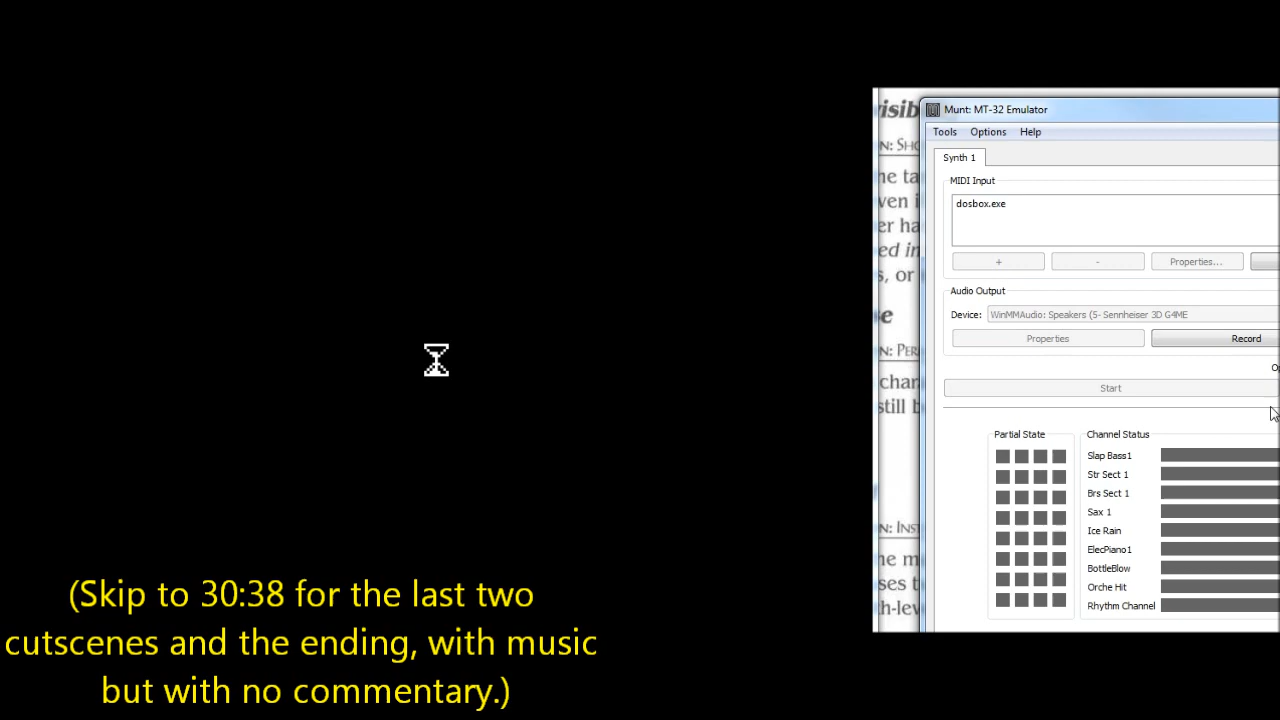 Munt: MT-32 Emulator
Tools Options Help
Synth 1
MIDI Input
dosbox.exe
+ - Properties...
Audio Output
Device: WinMMAudio: Speakers (5- Sennheiser 3D G4ME
Properties Record
Start
Partial State Channel Status
Slap Bass1
Str Sect 1
Brs Sect 1
Sax 1
Ice Rain
ElecPiano1
BottleBlow
Orche Hit
Rhythm Channel
(Skip to 30:38 for the last two
cutscenes and the ending, with music
but with no commentary.)